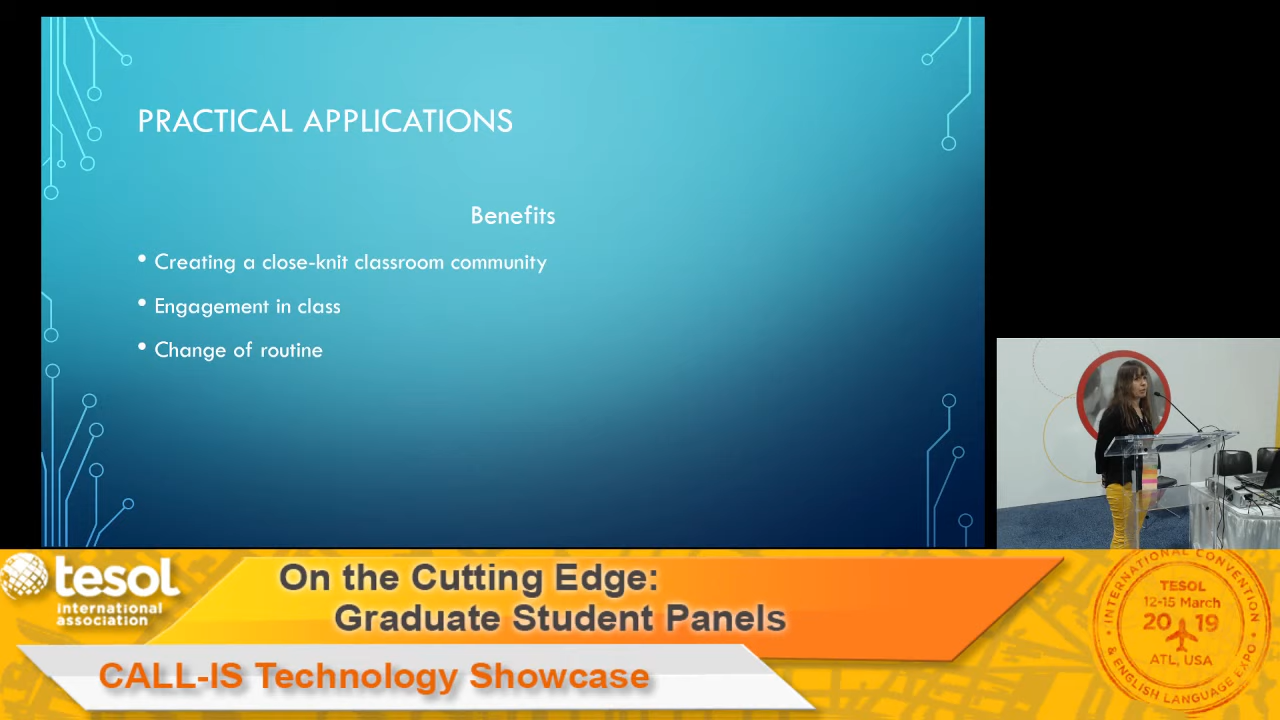 PRACTICAL APPLICATIONS
Benefits
• Creating a close-knit classroom community
• Engagement in class
• Change of routine
tesol
international
association
On the Cutting Edge:
Graduate Student Panels
CALL-IS Technology Showcase
INTERNATIONAL CONVENTION
TESOL
12-15 March
20 19
ATL, USA
& ENGLISH LANGUAGE EXPO